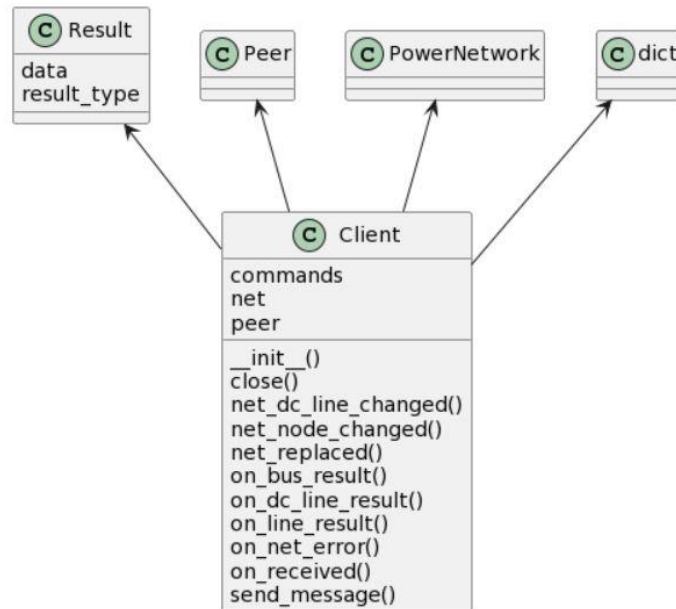 C Result
data
result_type
C Peer
C PowerNetwork
C dict
C Client
commands
net
peer
__init__()
close()
net_dc_line_changed()
net_node_changed()
net_replaced()
on_bus_result()
on_dc_line_result()
on_line_result()
on_net_error()
on_received()
send_message()